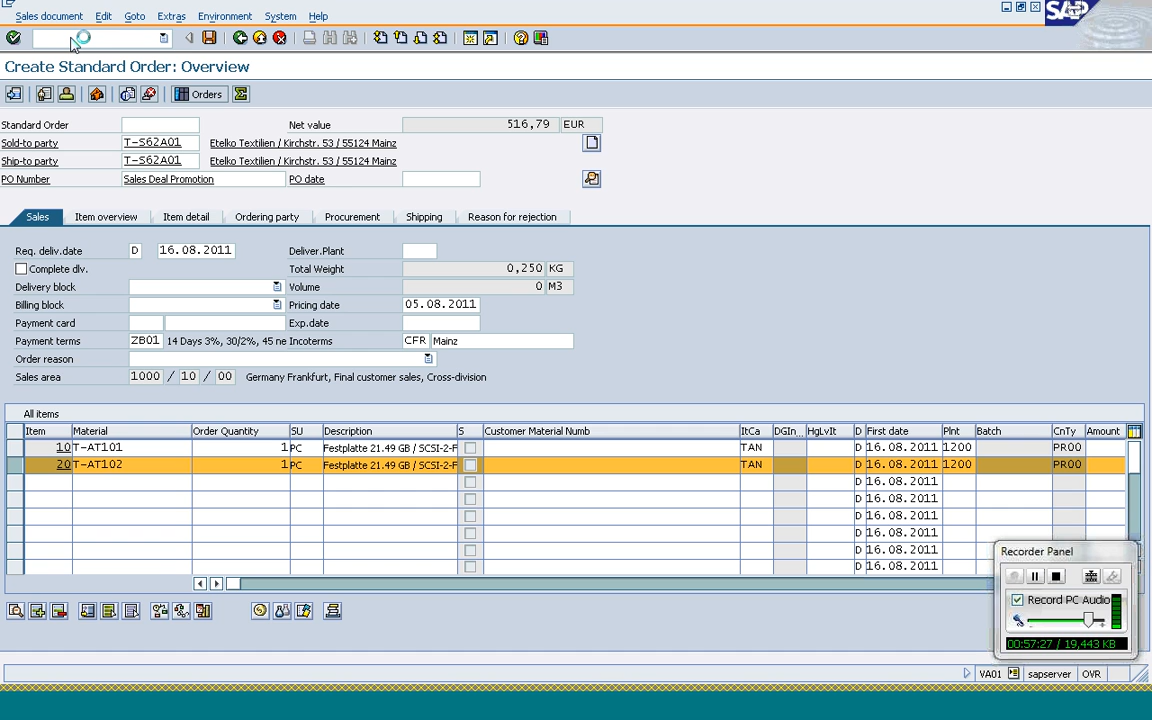 Sales document Edit Goto Extras Environment System Help
SAP
Create Standard Order: Overview
Orders
Standard Order Net value 516,79 EUR
Sold-to party T-S62A01 Etelko Textilien / Kirchstr. 53 / 55124 Mainz
Ship-to party T-S62A01 Etelko Textilien / Kirchstr. 53 / 55124 Mainz
PO Number Sales Deal Promotion PO date
Sales Item overview Item detail Ordering party Procurement Shipping Reason for rejection
Req. deliv.date D 16.08.2011 Deliver.Plant
Complete dlv. Total Weight 0,250 KG
Delivery block Volume 0 M3
Billing block Pricing date 05.08.2011
Payment card Exp.date
Payment terms ZB01 14 Days 3%, 30/2%, 45 ne Incoterms CFR Mainz
Order reason
Sales area 1000 / 10 / 00 Germany Frankfurt, Final customer sales, Cross-division
All items
Item Material Order Quantity SU Description S Customer Material Numb ItCa DGIn... HgLvIt D First date Plnt Batch CnTy Amount
10 T-AT101 1 PC Festplatte 21.49 GB / SCSI-2-F TAN D 16.08.2011 1200 PR00
20 T-AT102 1 PC Festplatte 21.49 GB / SCSI-2-F TAN D 16.08.2011 1200 PR00
D 16.08.2011
D 16.08.2011
D 16.08.2011
D 16.08.2011
D 16.08.2011
D 16.08.2011
Recorder Panel
Record PC Audio
00:57:27 / 19,443 KB
VA01 sapserver OVR